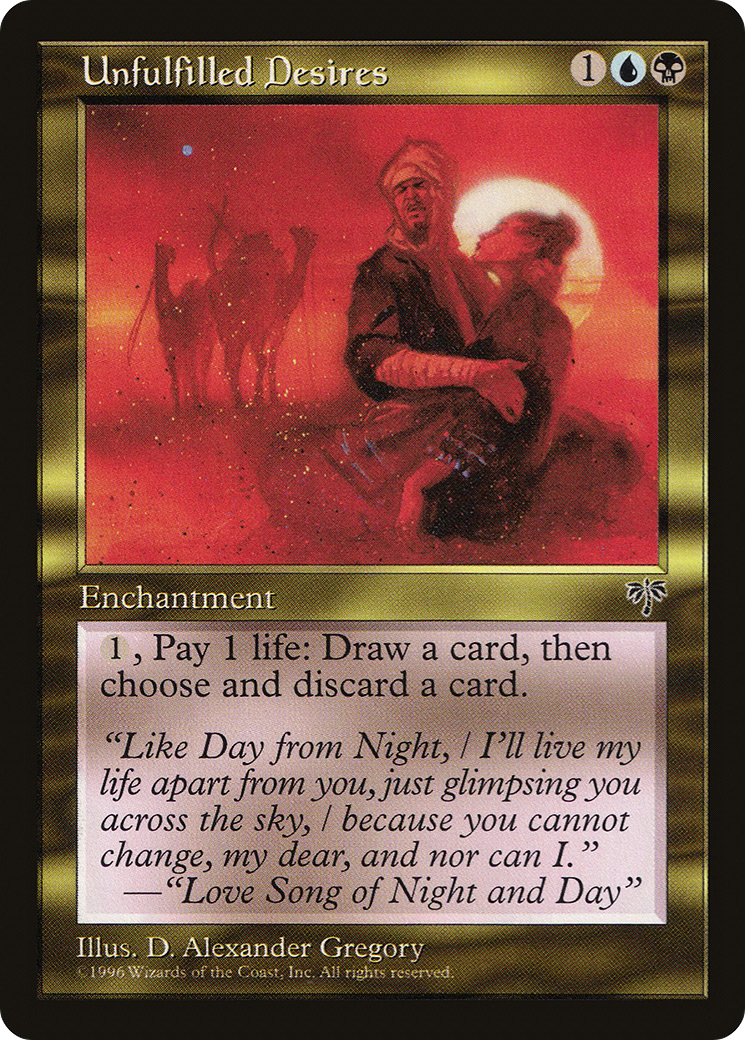 Unfulfilled Desires 1
Enchantment
1, Pay 1 life: Draw a card, then
choose and discard a card.
“Like Day from Night, / I’ll live my
life apart from you, just glimpsing you
across the sky, / because you cannot
change, my dear, and nor can I.”
—“Love Song of Night and Day”
Illus. D. Alexander Gregory
©1996 Wizards of the Coast, Inc. All rights reserved.